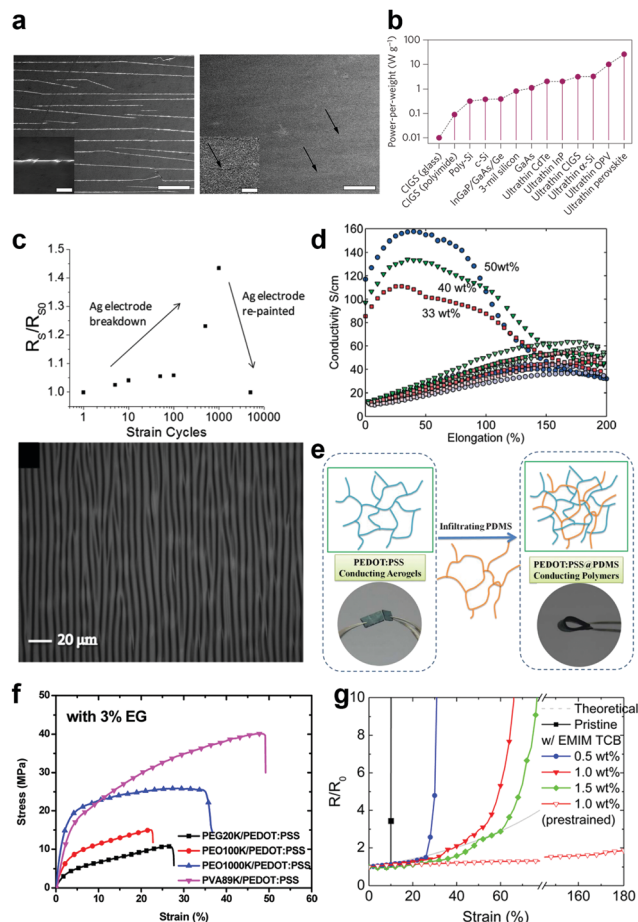 a
b
Power-per-weight (W g⁻¹)
100
10
1
0.1
0.01
CIGS (glass)
CIGS (polyimide)
Poly-Si
c-Si
InGaP/GaAs/Ge
3-mil silicon
GaAs
Ultrathin CdTe
Ultrathin InP
Ultrathin CIGS
Ultrathin α-Si
Ultrathin OPV
Ultrathin perovskite
c
RS/RS0
1.5
1.4
1.3
1.2
1.1
1.0
Ag electrode
breakdown
Ag electrode
re-painted
1 10 100 1000 10000
Strain Cycles
20 µm
d
Conductivity S/cm
160
140
120
100
80
60
40
20
0
50wt%
40 wt%
33 wt%
0 50 100 150 200
Elongation (%)
e
Infiltrating PDMS
PEDOT:PSS
Conducting Aerogels
PEDOT:PSS@PDMS
Conducting Polymers
f
with 3% EG
Stress (MPa)
50
40
30
20
10
0
PEG20K/PEDOT:PSS
PEO100K/PEDOT:PSS
PEO1000K/PEDOT:PSS
PVA89K/PEDOT:PSS
0 10 20 30 40 50 60
Strain (%)
g
R/R0
10
8
6
4
2
0
Theoretical
Pristine
w/ EMIM TCB
0.5 wt%
1.0 wt%
1.5 wt%
1.0 wt%
(prestrained)
0 20 40 60 80 140 160 180
Strain (%)